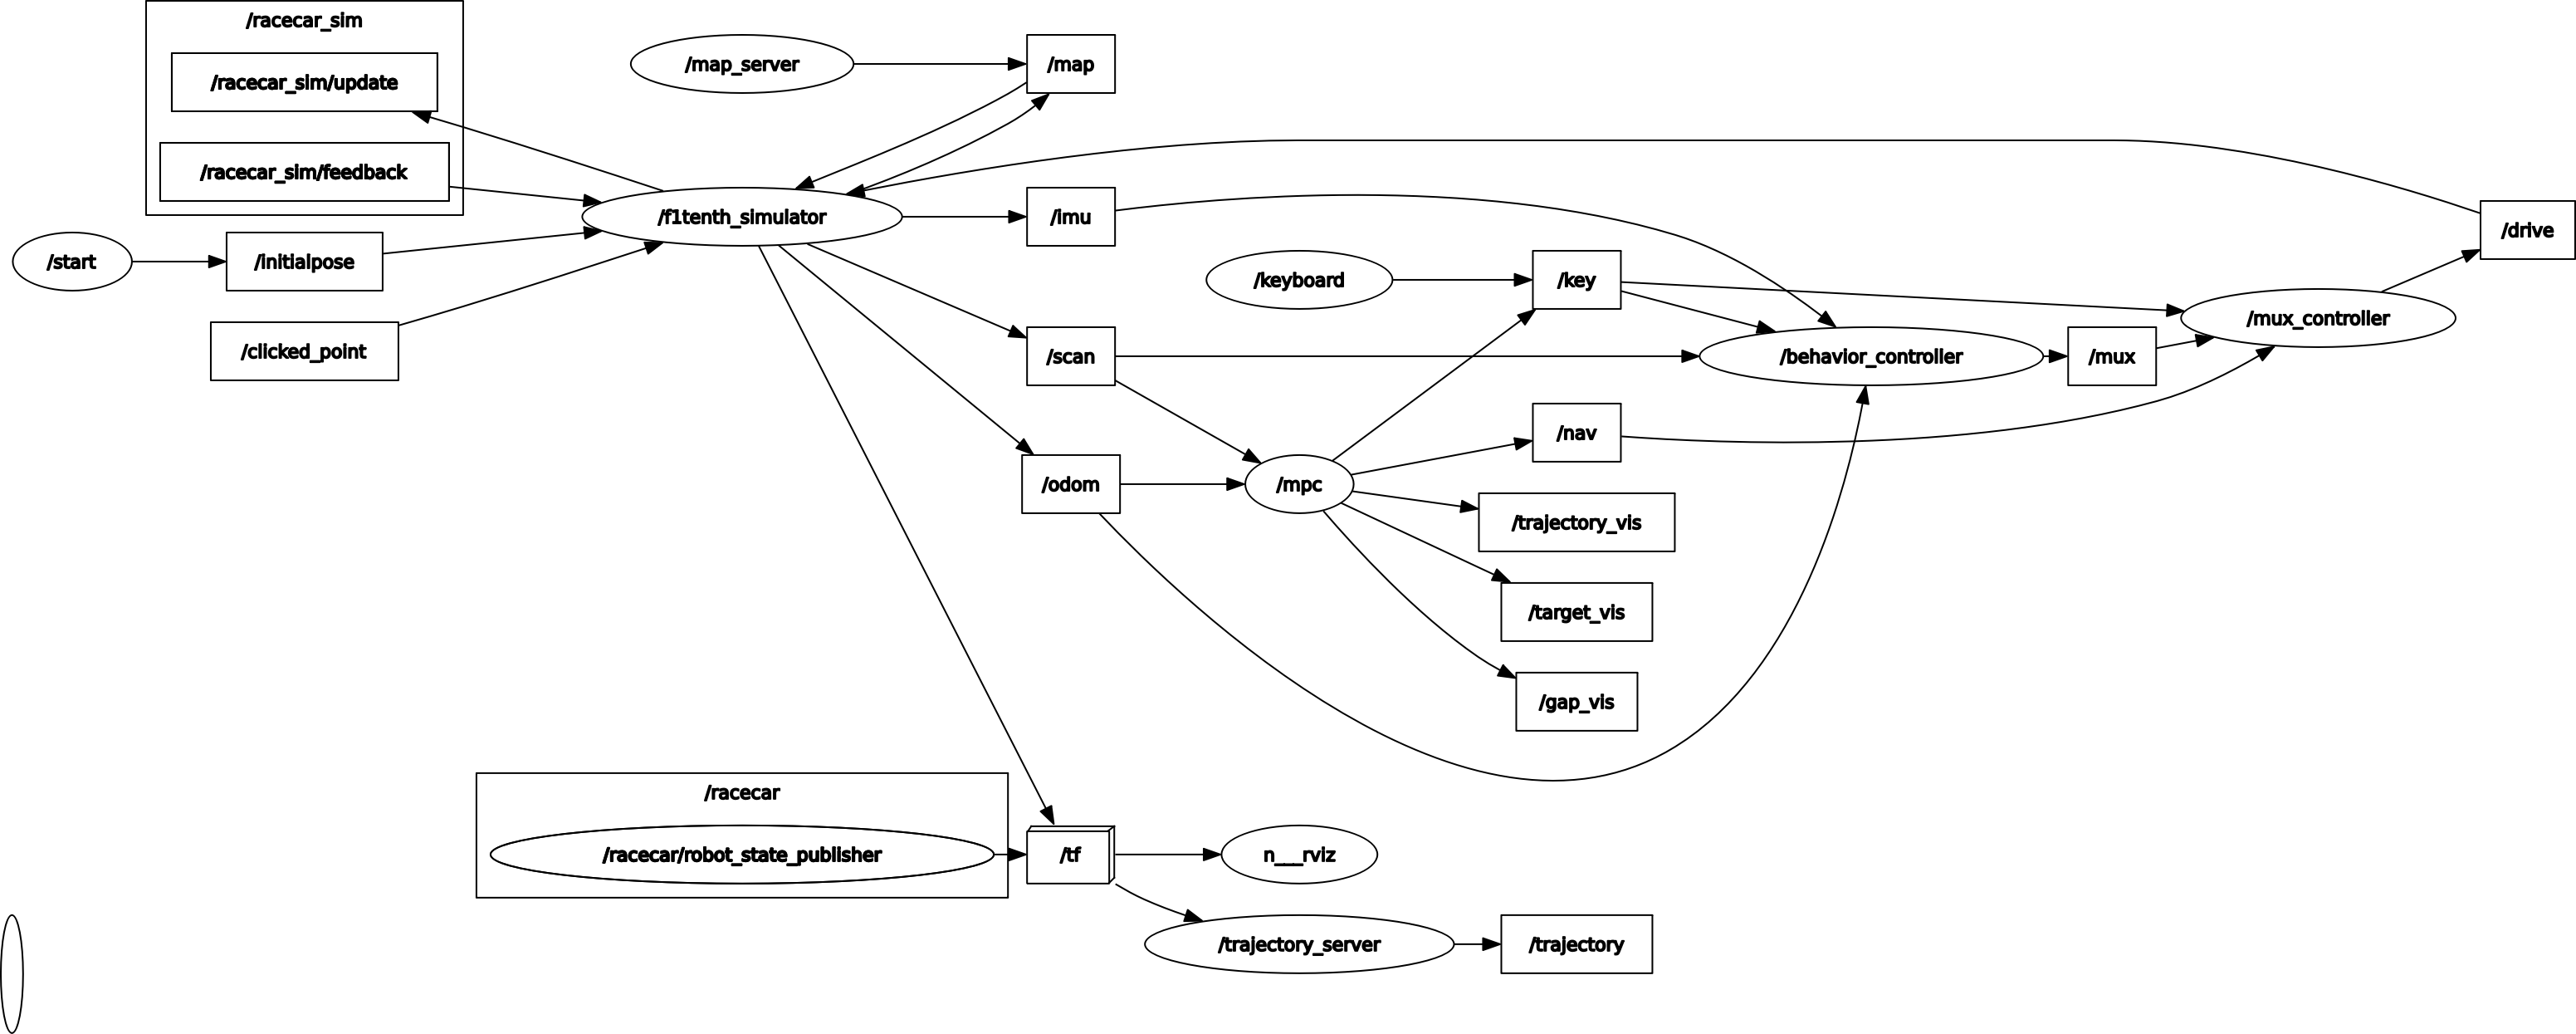 /racecar_sim
/racecar_sim/update
/racecar_sim/feedback
/start
/initialpose
/clicked_point
/map_server
/map
/f1tenth_simulator
/imu
/keyboard
/key
/scan
/behavior_controller
/mux
/mux_controller
/drive
/odom
/mpc
/nav
/trajectory_vis
/target_vis
/gap_vis
/racecar
/racecar/robot_state_publisher
/tf
n___rviz
/trajectory_server
/trajectory